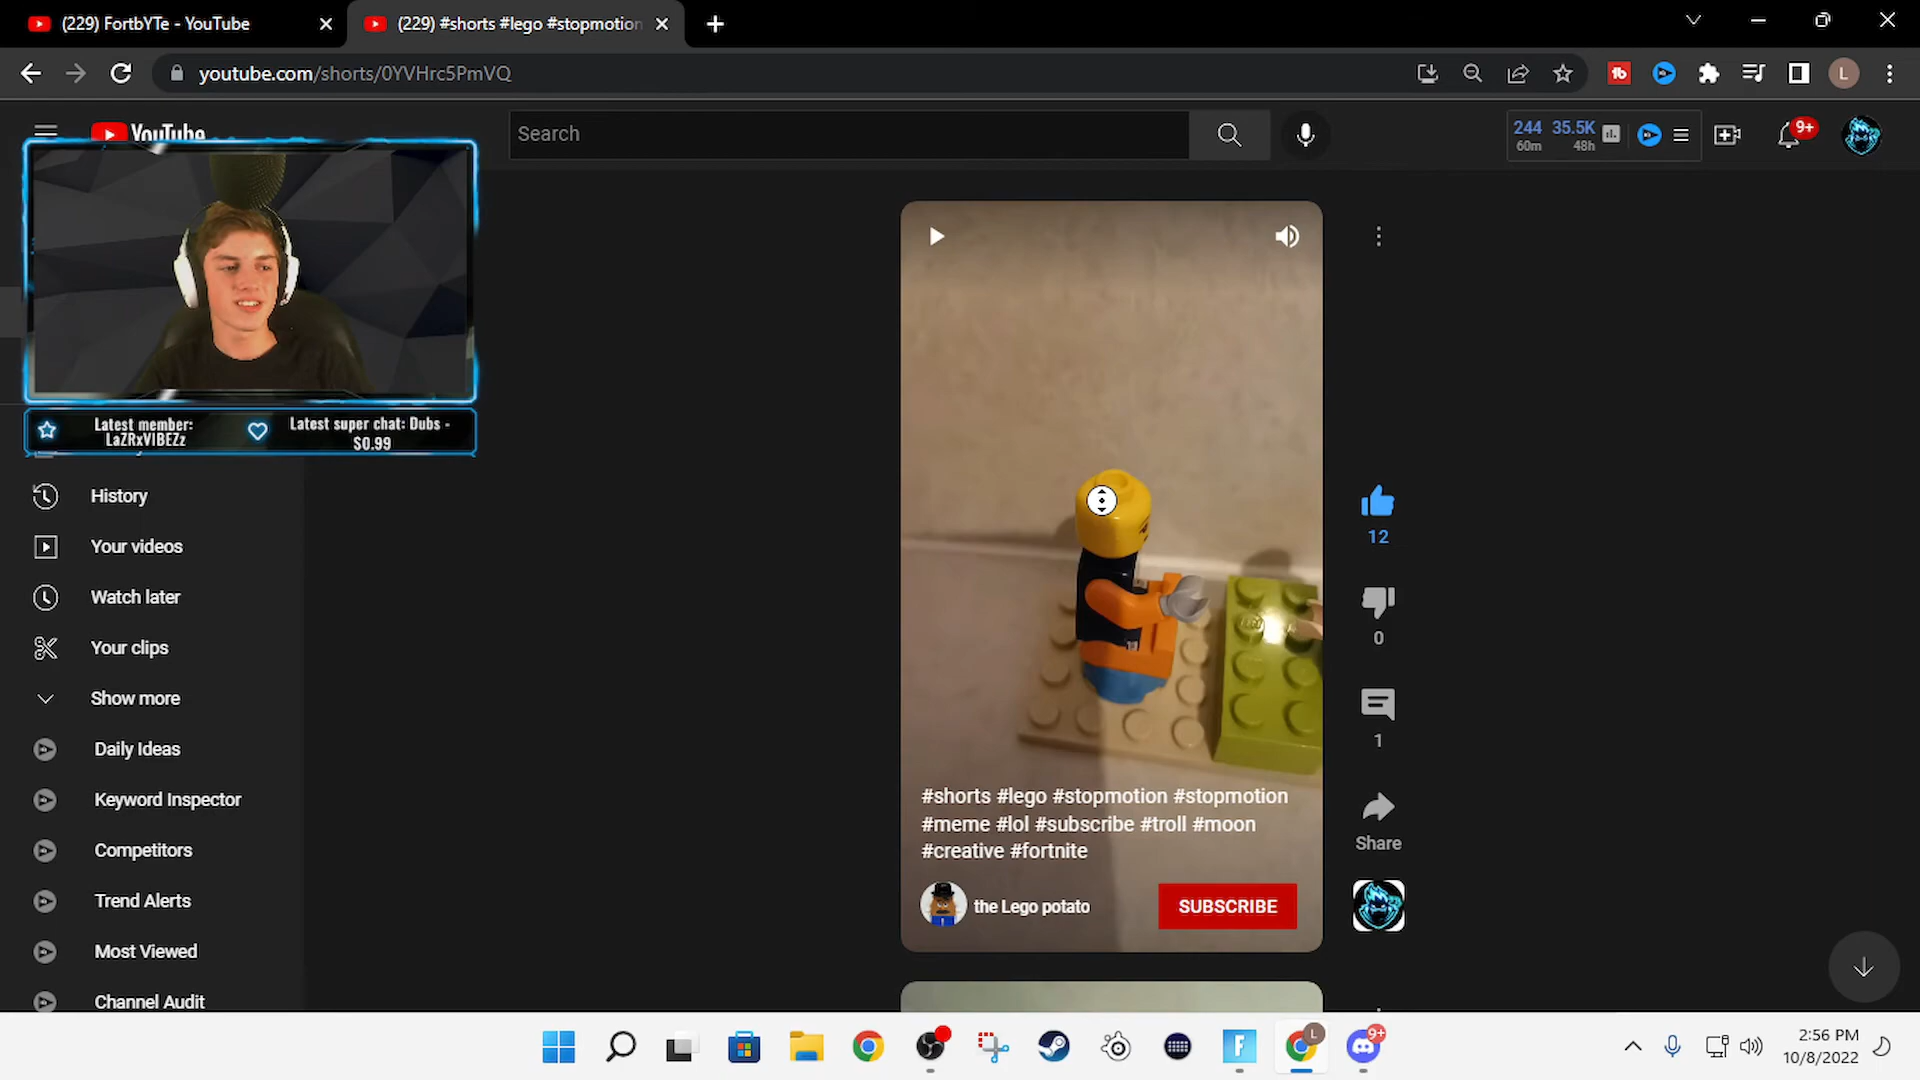 (229) FortbYTe - YouTube
(229) #shorts #lego #stopmotion
youtube.com/shorts/0YVHrc5PmVQ
L
YouTube
Search
244 35.5K
60m 48h
9+
Latest member:
LaZRxVIBEZz
Latest super chat: Dubs -
$0.99
History
Your videos
Watch later
Your clips
Show more
Daily Ideas
Keyword Inspector
Competitors
Trend Alerts
Most Viewed
Channel Audit
#shorts #lego #stopmotion #stopmotion
#meme #lol #subscribe #troll #moon
#creative #fortnite
the Lego potato
SUBSCRIBE
12
0
1
Share
L
9+
2:56 PM
10/8/2022